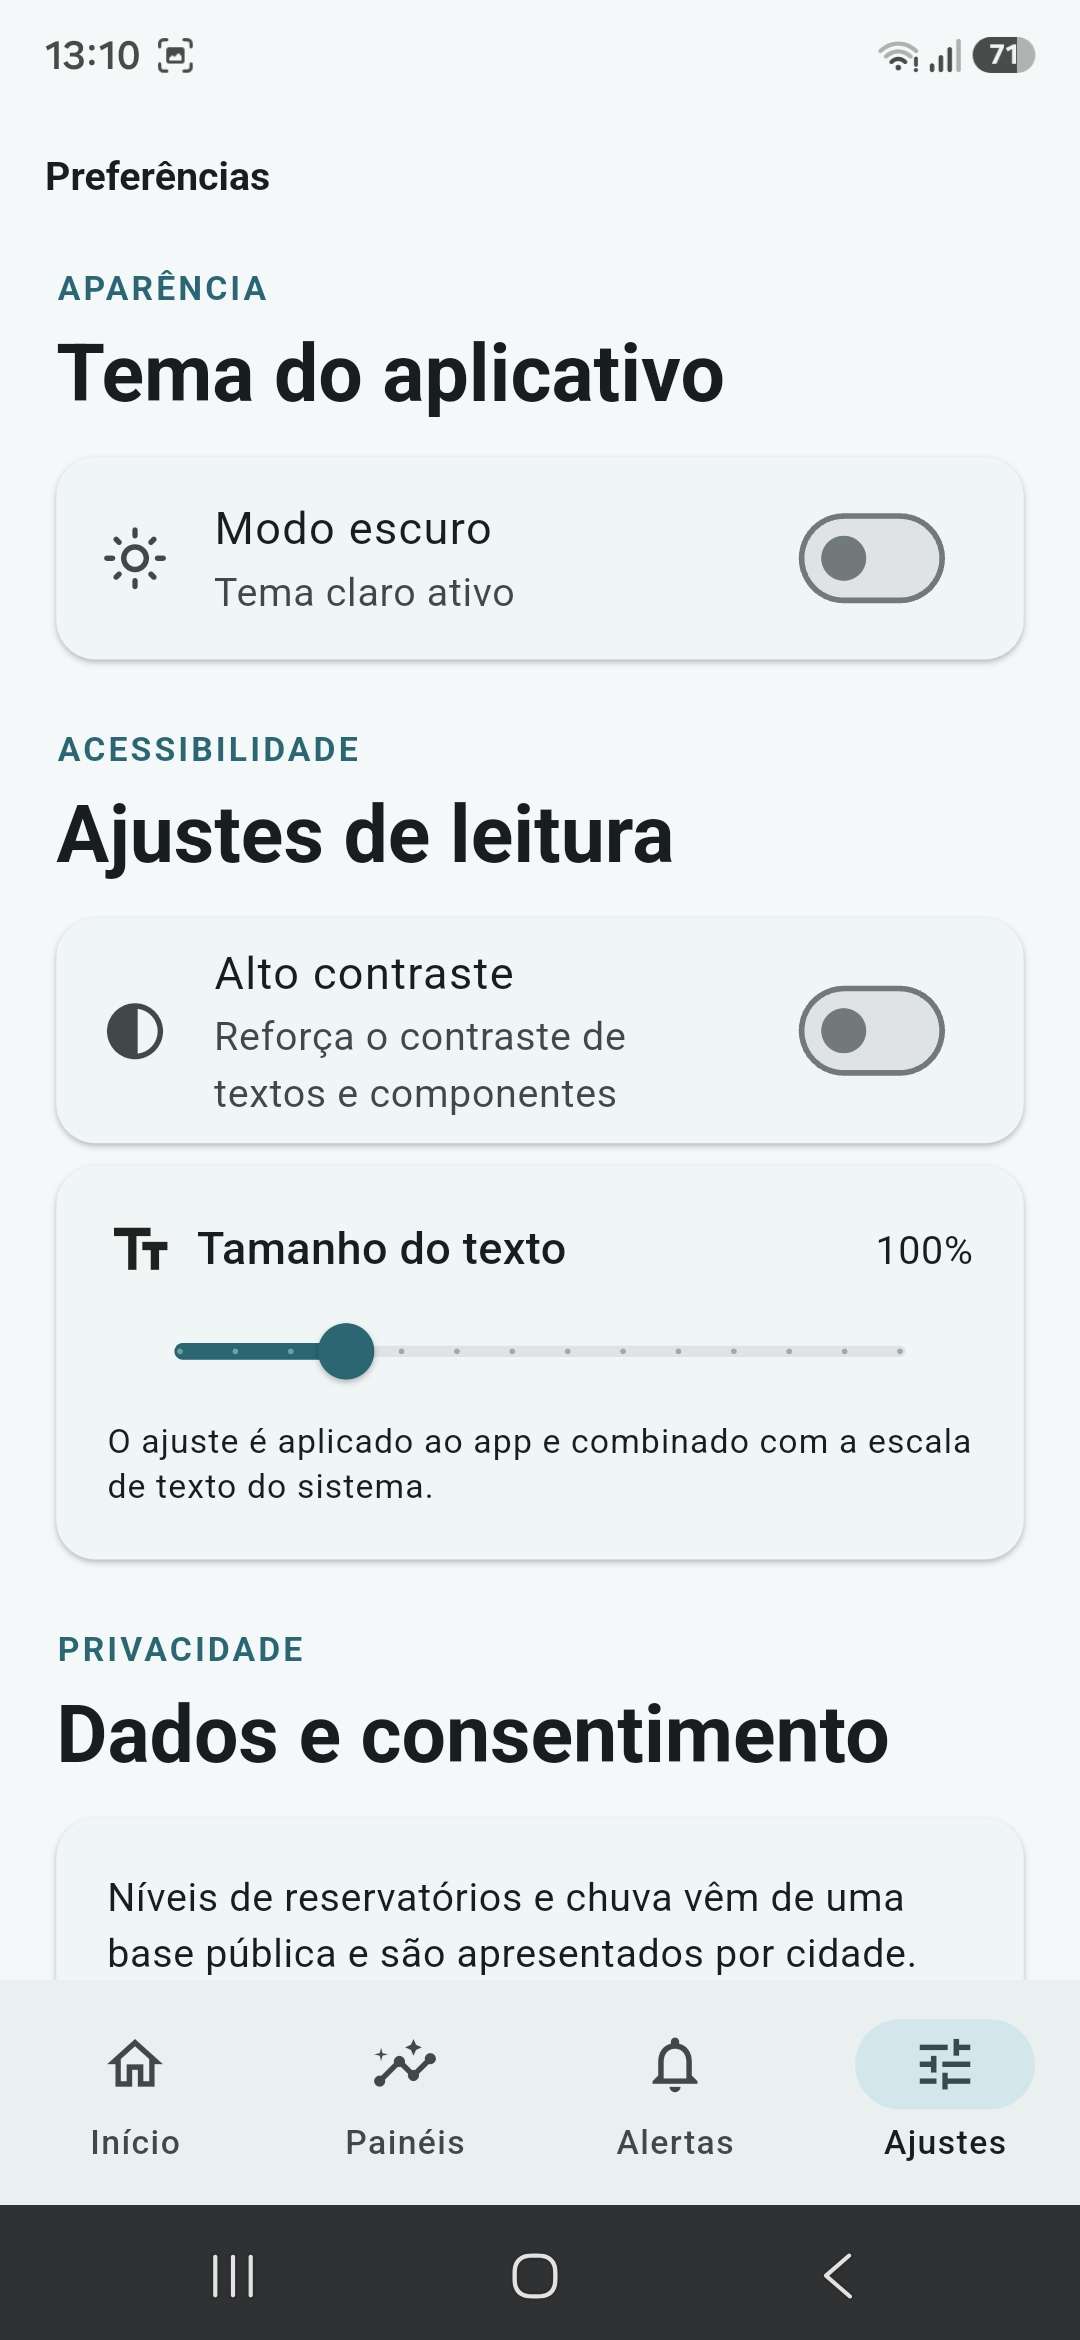 13:10
71
Preferências
APARÊNCIA
Tema do aplicativo
Modo escuro
Tema claro ativo
ACESSIBILIDADE
Ajustes de leitura
Alto contraste
Reforça o contraste de
textos e componentes
Tamanho do texto
100%
O ajuste é aplicado ao app e combinado com a escala
de texto do sistema.
PRIVACIDADE
Dados e consentimento
Níveis de reservatórios e chuva vêm de uma
base pública e são apresentados por cidade.
Início
Painéis
Alertas
Ajustes